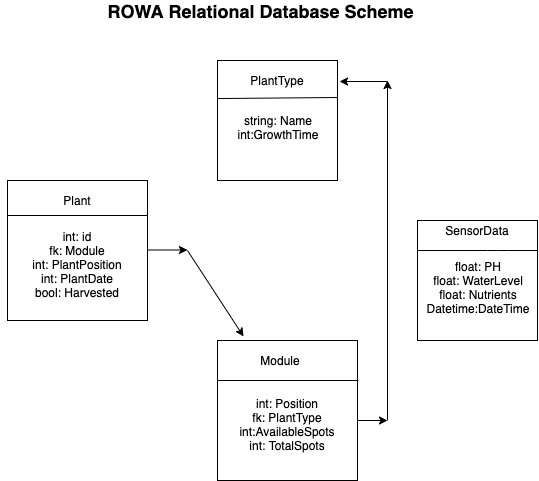 ROWA Relational Database Scheme
PlantType
string: Name
int:GrowthTime
Plant
int: id
fk: Module
int: PlantPosition
int: PlantDate
bool: Harvested
SensorData
float: PH
float: WaterLevel
float: Nutrients
Datetime:DateTime
Module
int: Position
fk: PlantType
int:AvailableSpots
int: TotalSpots